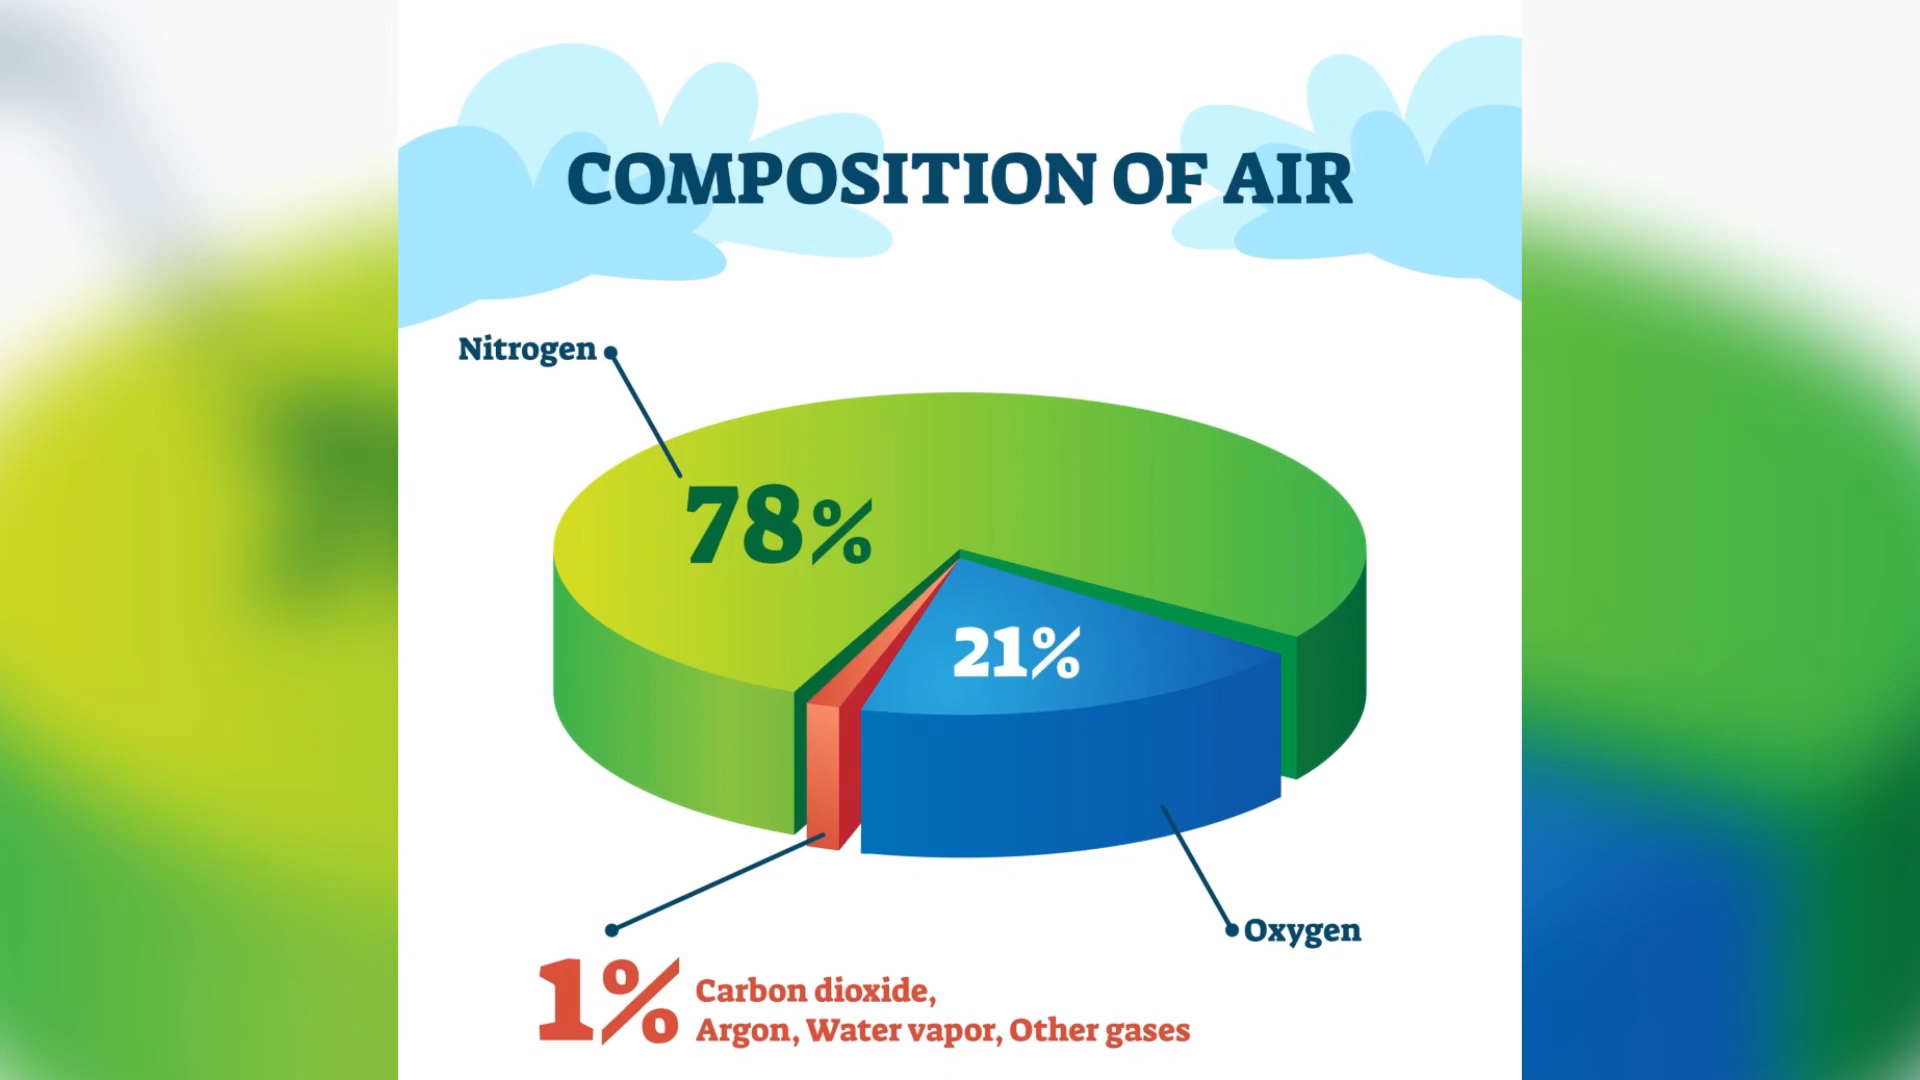 COMPOSITION OF AIR
Nitrogen
78%
21%
Oxygen
1%
Carbon dioxide,
Argon, Water vapor, Other gases